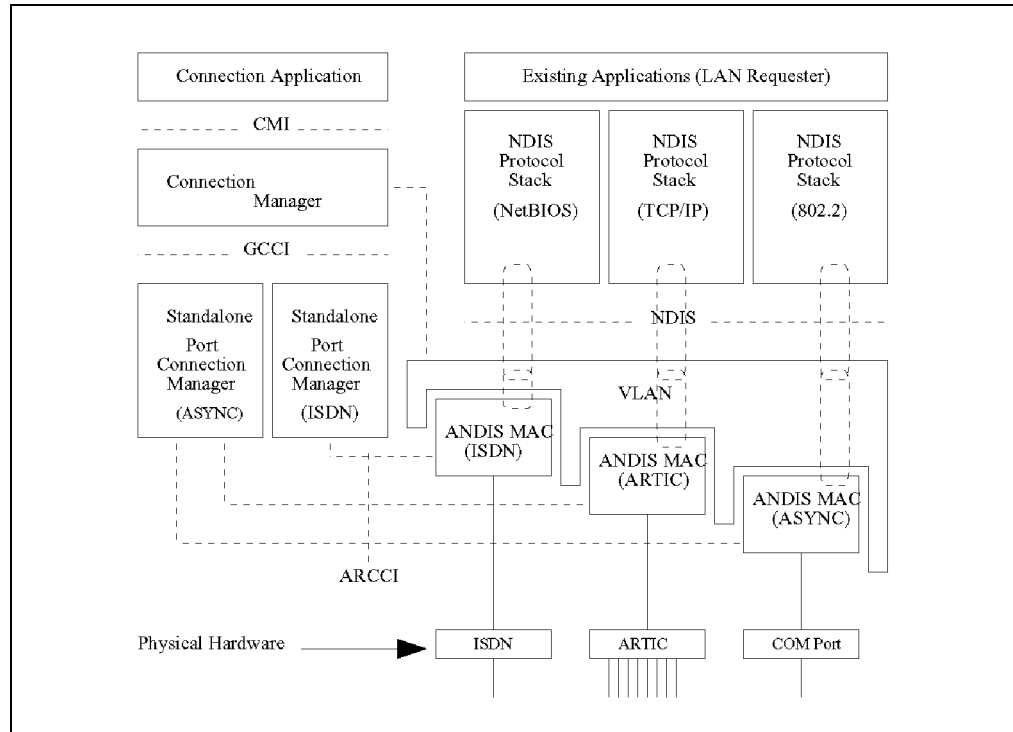 Connection Application
Existing Applications (LAN Requester)
CMI
Connection
Manager
NDIS
Protocol
Stack
(NetBIOS)
NDIS
Protocol
Stack
(TCP/IP)
NDIS
Protocol
Stack
(802.2)
GCCI
Standalone
Port
Connection
Manager
(ASYNC)
Standalone
Port
Connection
Manager
(ISDN)
NDIS
VLAN
ANDIS MAC
(ISDN)
ANDIS MAC
(ARTIC)
ANDIS MAC
(ASYNC)
ARCCI
Physical Hardware
ISDN
ARTIC
COM Port